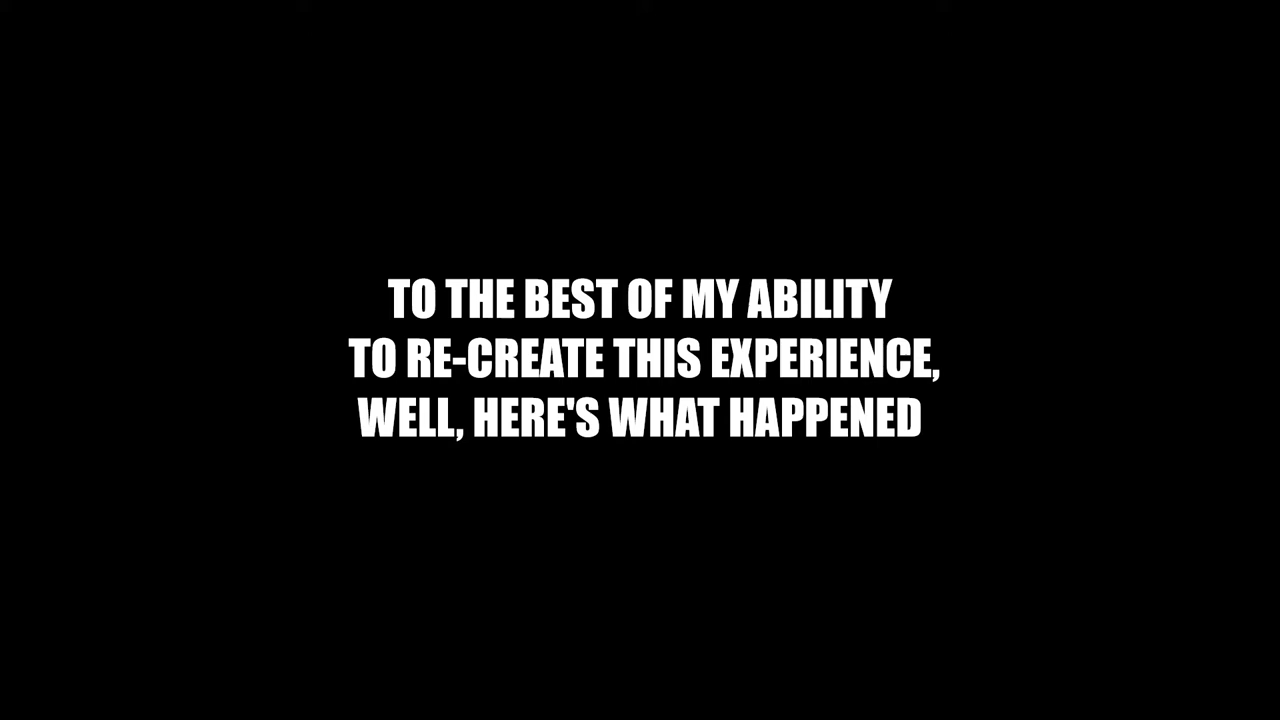 TO THE BEST OF MY ABILITY
TO RE-CREATE THIS EXPERIENCE,
WELL, HERE'S WHAT HAPPENED